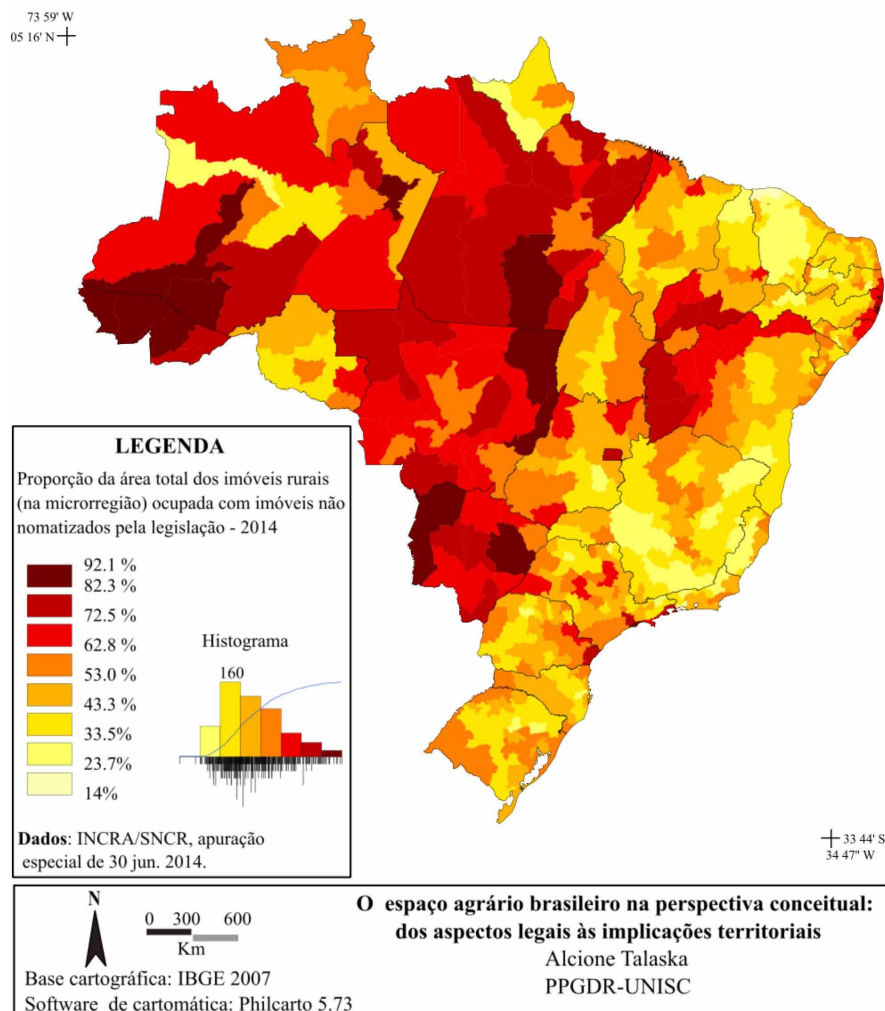 73 59' W
05 16' N
LEGENDA
Proporção da área total dos imóveis rurais
(na microrregião) ocupada com imóveis não
nomatizados pela legislação - 2014
92.1 %
82.3 %
72.5 %
62.8 %
53.0 %
43.3 %
33.5%
23.7%
14%
Histograma
160
Dados: INCRA/SNCR, apuração
especial de 30 jun. 2014.
33 44' S
34 47" W
N
0 300 600
Km
Base cartográfica: IBGE 2007
Software de cartomática: Philcarto 5.73
O espaço agrário brasileiro na perspectiva conceitual:
dos aspectos legais às implicações territoriais
Alcione Talaska
PPGDR-UNISC